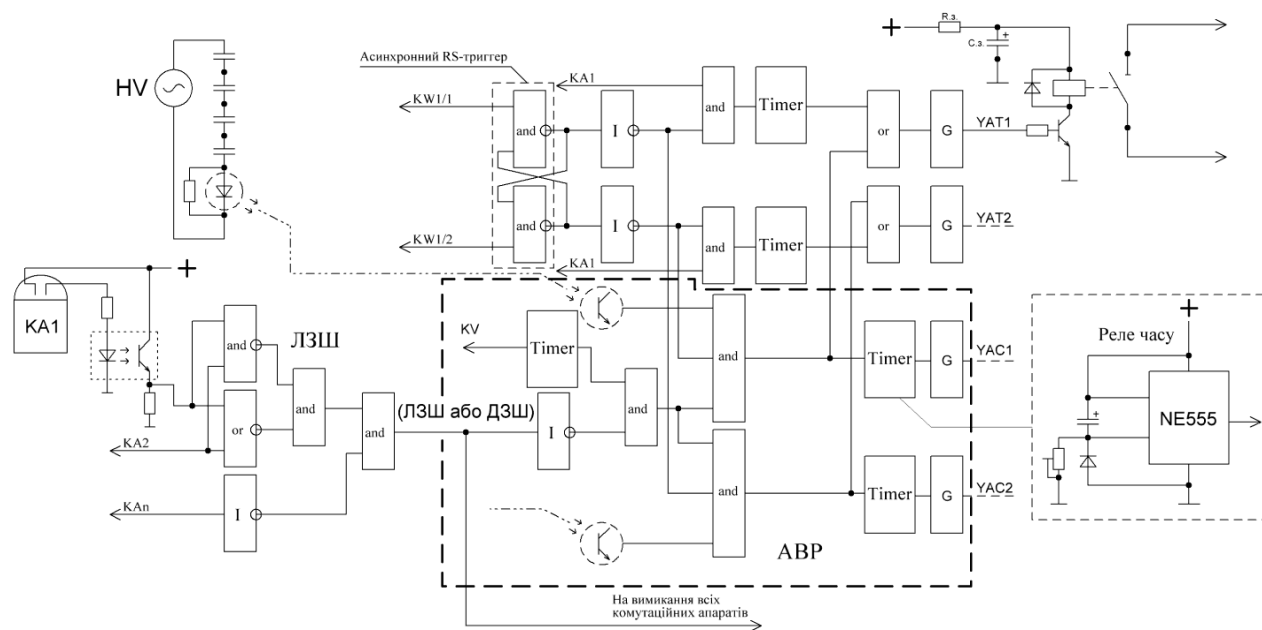 R.з.
С.з.
+
+
Асинхронний RS-триггер
KA1
HV
KW1/1
and
I
and
Timer
or
G
YAT1
and
I
and
Timer
or
G
YAT2
KW1/2
KA1
+
KA1
ЛЗШ
and
or
and
and
KA2
KAn
I
(ЛЗШ або ДЗШ)
KV
Timer
I
and
and
and
Timer
G
YAC1
Timer
G
YAC2
АВР
Реле часу
+
+
NE555
На вимикання всіх
комутаційних апаратів